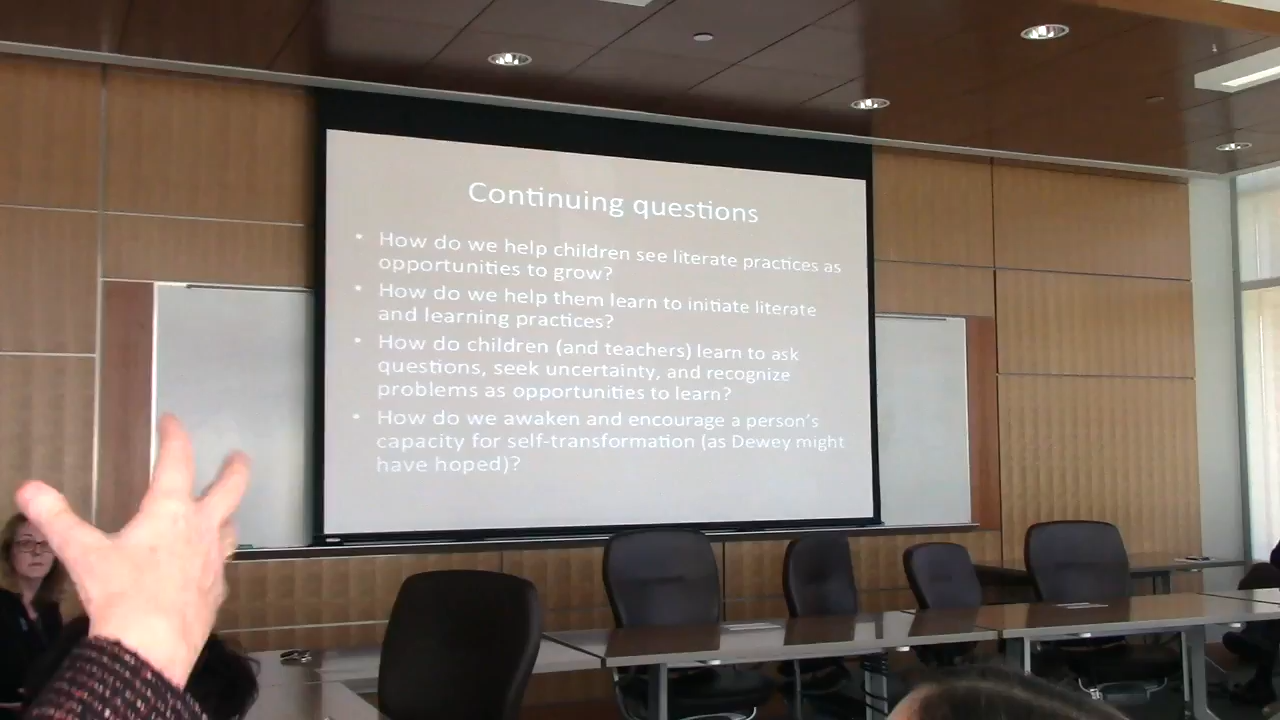 Continuing questions
• How do we help children see literate practices as
opportunities to grow?
• How do we help them learn to initiate literate
and learning practices?
• How do children (and teachers) learn to ask
questions, seek uncertainty, and recognize
problems as opportunities to learn?
• How do we awaken and encourage a person's
capacity for self-transformation (as Dewey might
have hoped)?